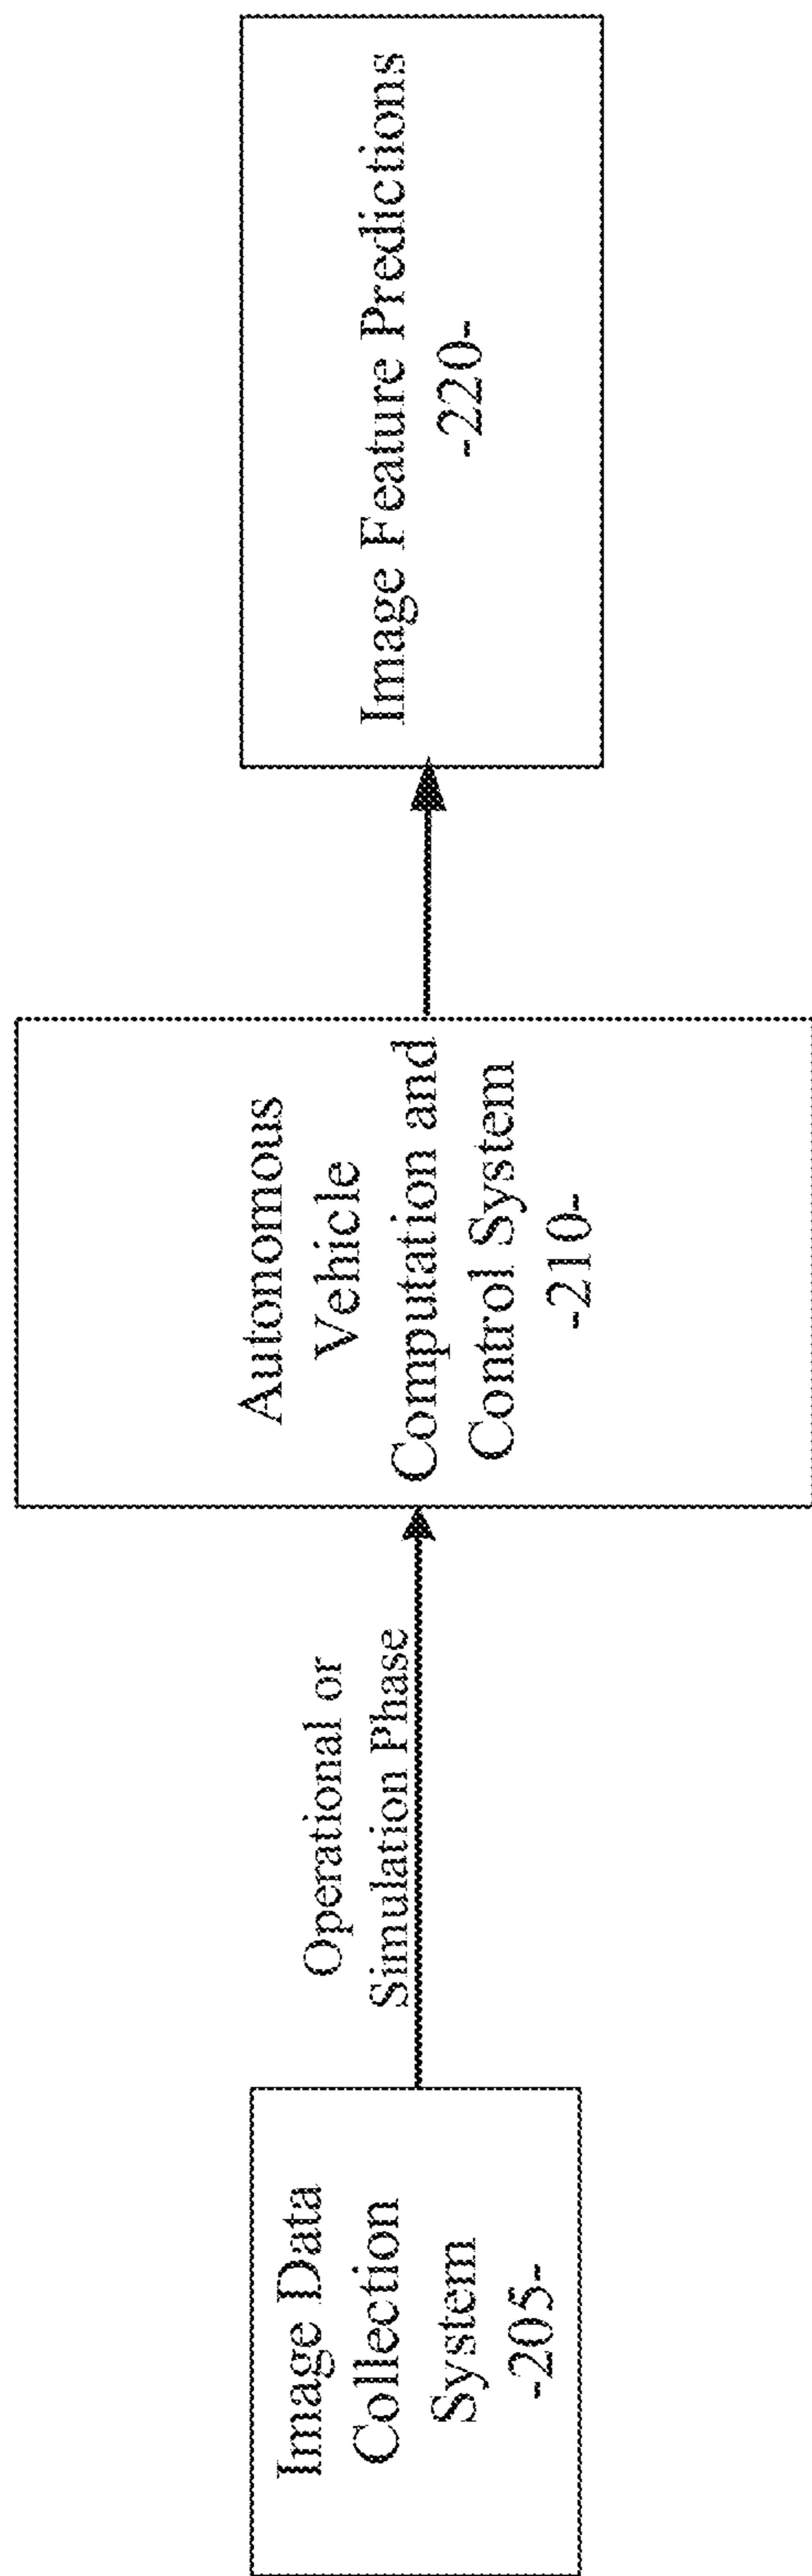 Image Data
Collection
System
-205-
Operational or
Simulation Phase
Autonomous
Vehicle
Computation and
Control System
-210-
Image Feature Predictions
-220-